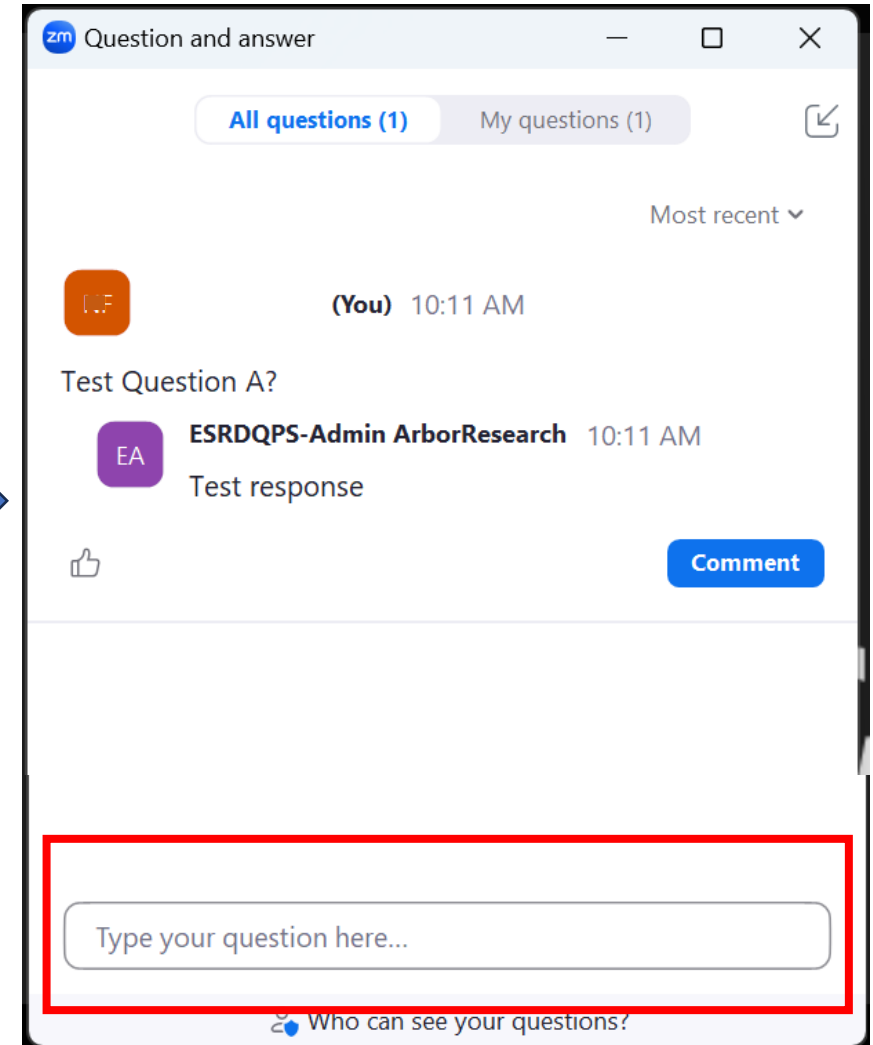 zm Question and answer
All questions (1) My questions (1)
Most recent
(You) 10:11 AM
Test Question A?
EA ESRDQPS-Admin ArborResearch 10:11 AM
Test response
Comment
Type your question here...
Who can see your questions?